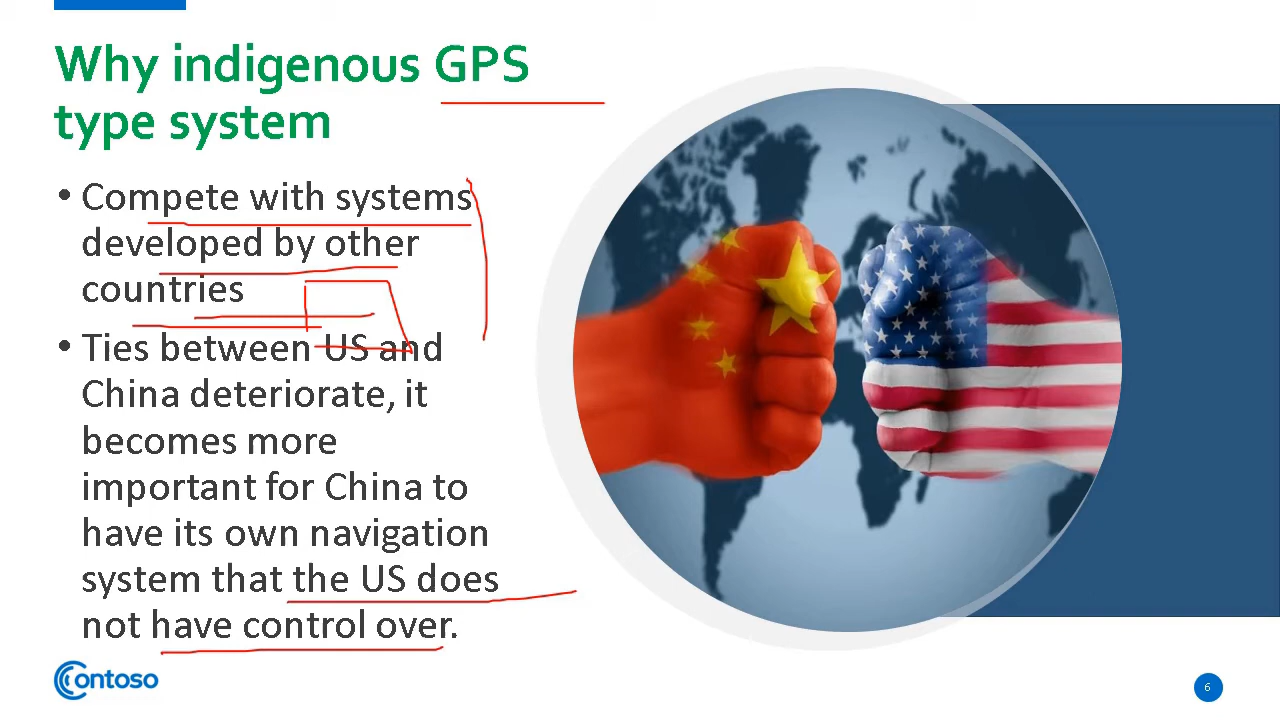 Why indigenous GPS
type system
• Compete with systems
developed by other
countries
• Ties between US and
China deteriorate, it
becomes more
important for China to
have its own navigation
system that the US does
not have control over.
Contoso
6